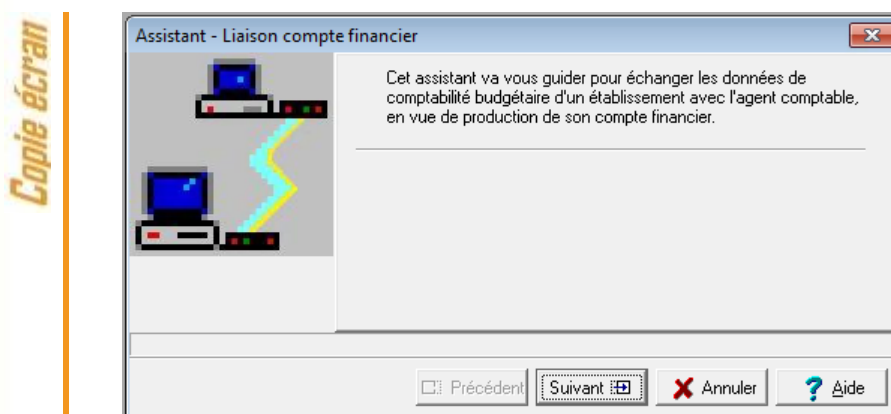 Copie écran
Assistant - Liaison compte financier
Cet assistant va vous guider pour échanger les données de
comptabilité budgétaire d'un établissement avec l'agent comptable,
en vue de production de son compte financier.
Précédent
Suivant
Annuler
Aide